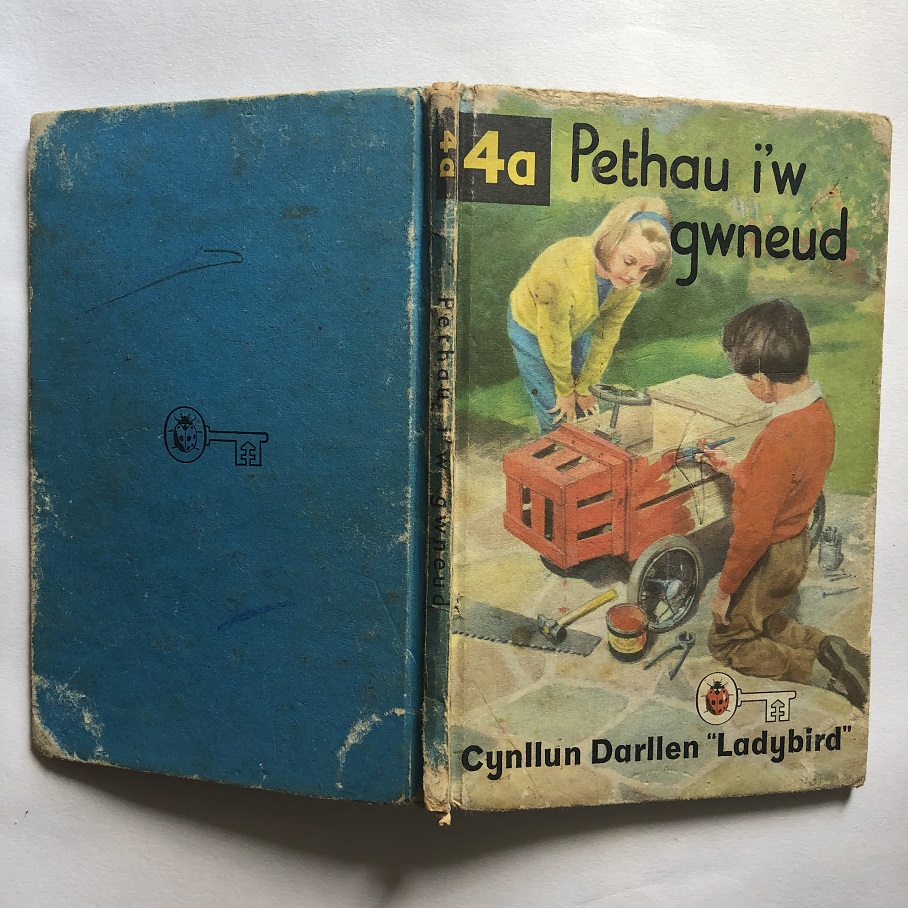 4a
Pethau i'w
gwneud
Cynllun Darllen "Ladybird"
4a
Pethau i'w gwneud